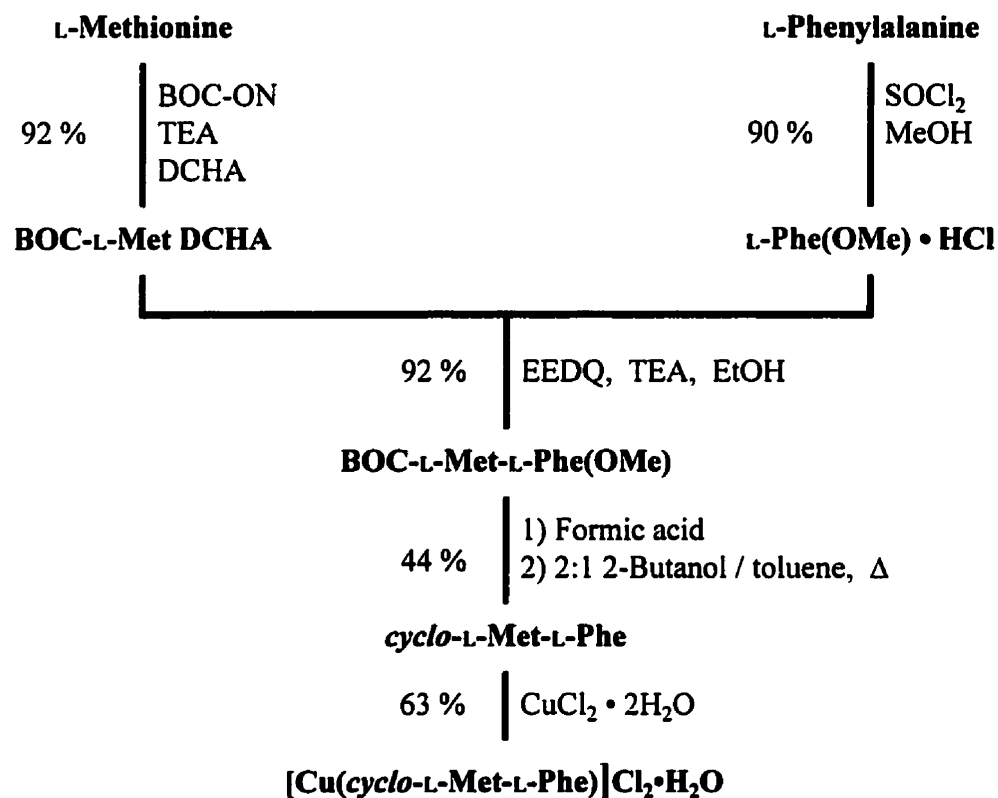 L-Methionine
L-Phenylalanine
92 %
BOC-ON
TEA
DCHA
90 %
SOCl₂
MeOH
BOC-L-Met DCHA
L-Phe(OMe) • HCl
92 %
EEDQ, TEA, EtOH
BOC-L-Met-L-Phe(OMe)
44 %
1) Formic acid
2) 2:1 2-Butanol / toluene, Δ
cyclo-L-Met-L-Phe
63 %
CuCl₂ • 2H₂O
[Cu(cyclo-L-Met-L-Phe)]Cl₂•H₂O